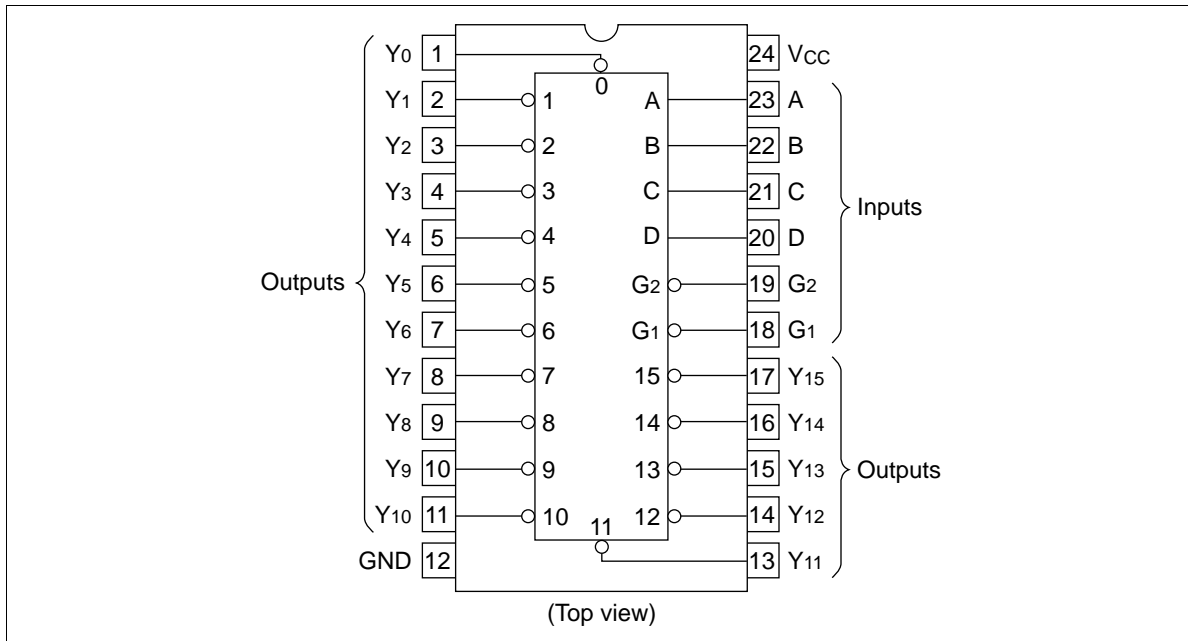 Y0 1 24 VCC
0
Y1 2 1 A 23 A
Y2 3 2 B 22 B
Y3 4 3 C 21 C
Inputs
Y4 5 4 D 20 D
Outputs
Y5 6 5 G2 19 G2
Y6 7 6 G1 18 G1
Y7 8 7 15 17 Y15
Y8 9 8 14 16 Y14
Y9 10 9 13 15 Y13
Outputs
Y10 11 10 11 12 14 Y12
GND 12 13 Y11
(Top view)